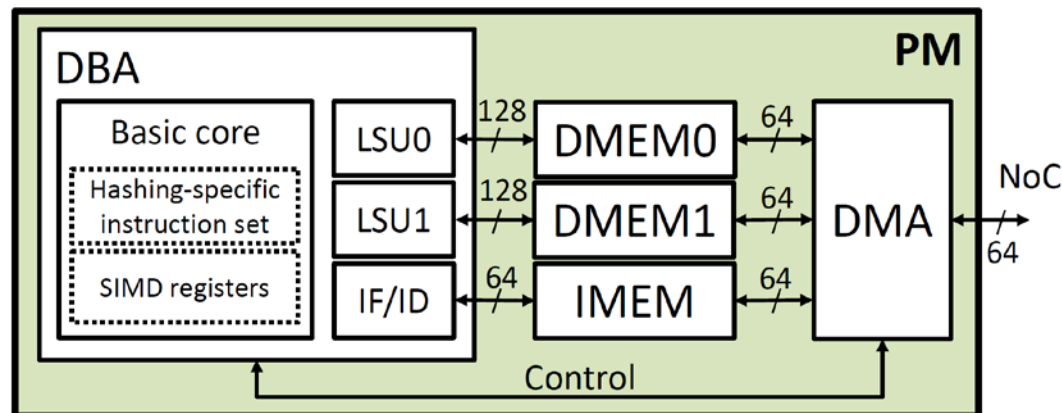 PM
DBA
Basic core
Hashing-specific
instruction set
SIMD registers
LSU0
128
DMEM0
64
LSU1
128
DMEM1
64
IF/ID
64
IMEM
64
DMA
NoC
64
Control